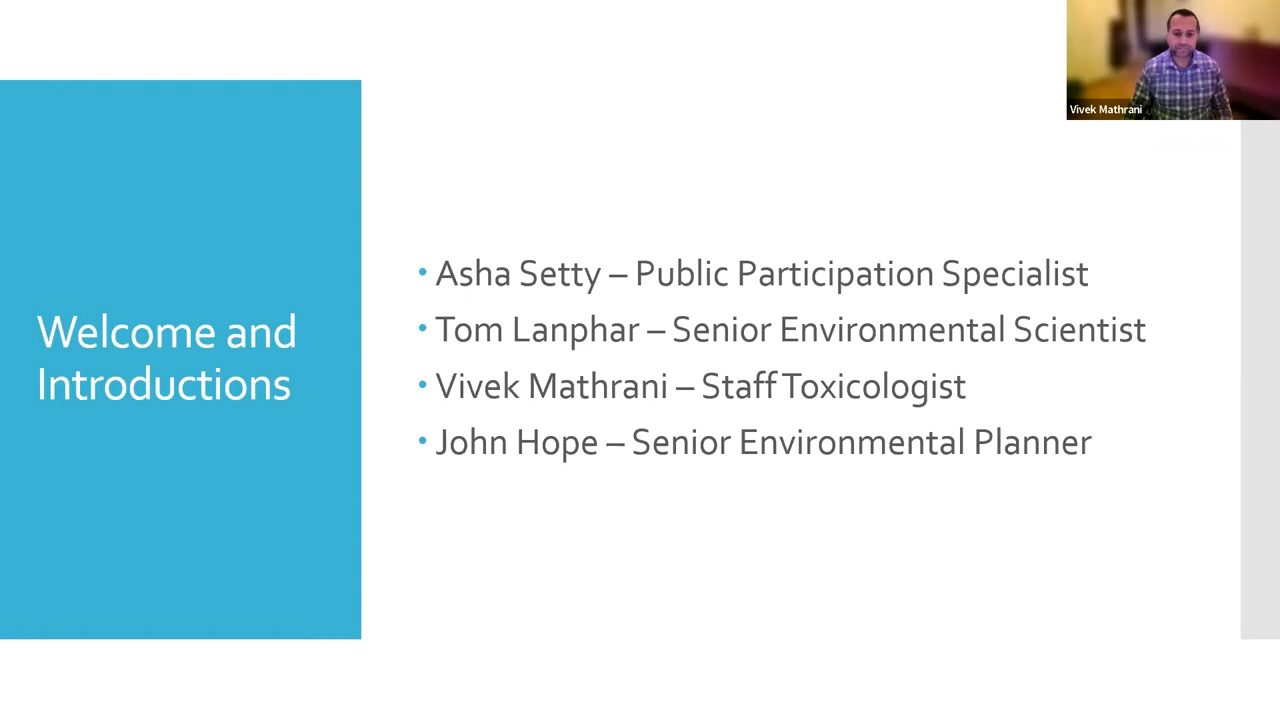 Vivek Mathrani
Welcome and
Introductions
• Asha Setty – Public Participation Specialist
• Tom Lanphar – Senior Environmental Scientist
• Vivek Mathrani – Staff Toxicologist
• John Hope – Senior Environmental Planner